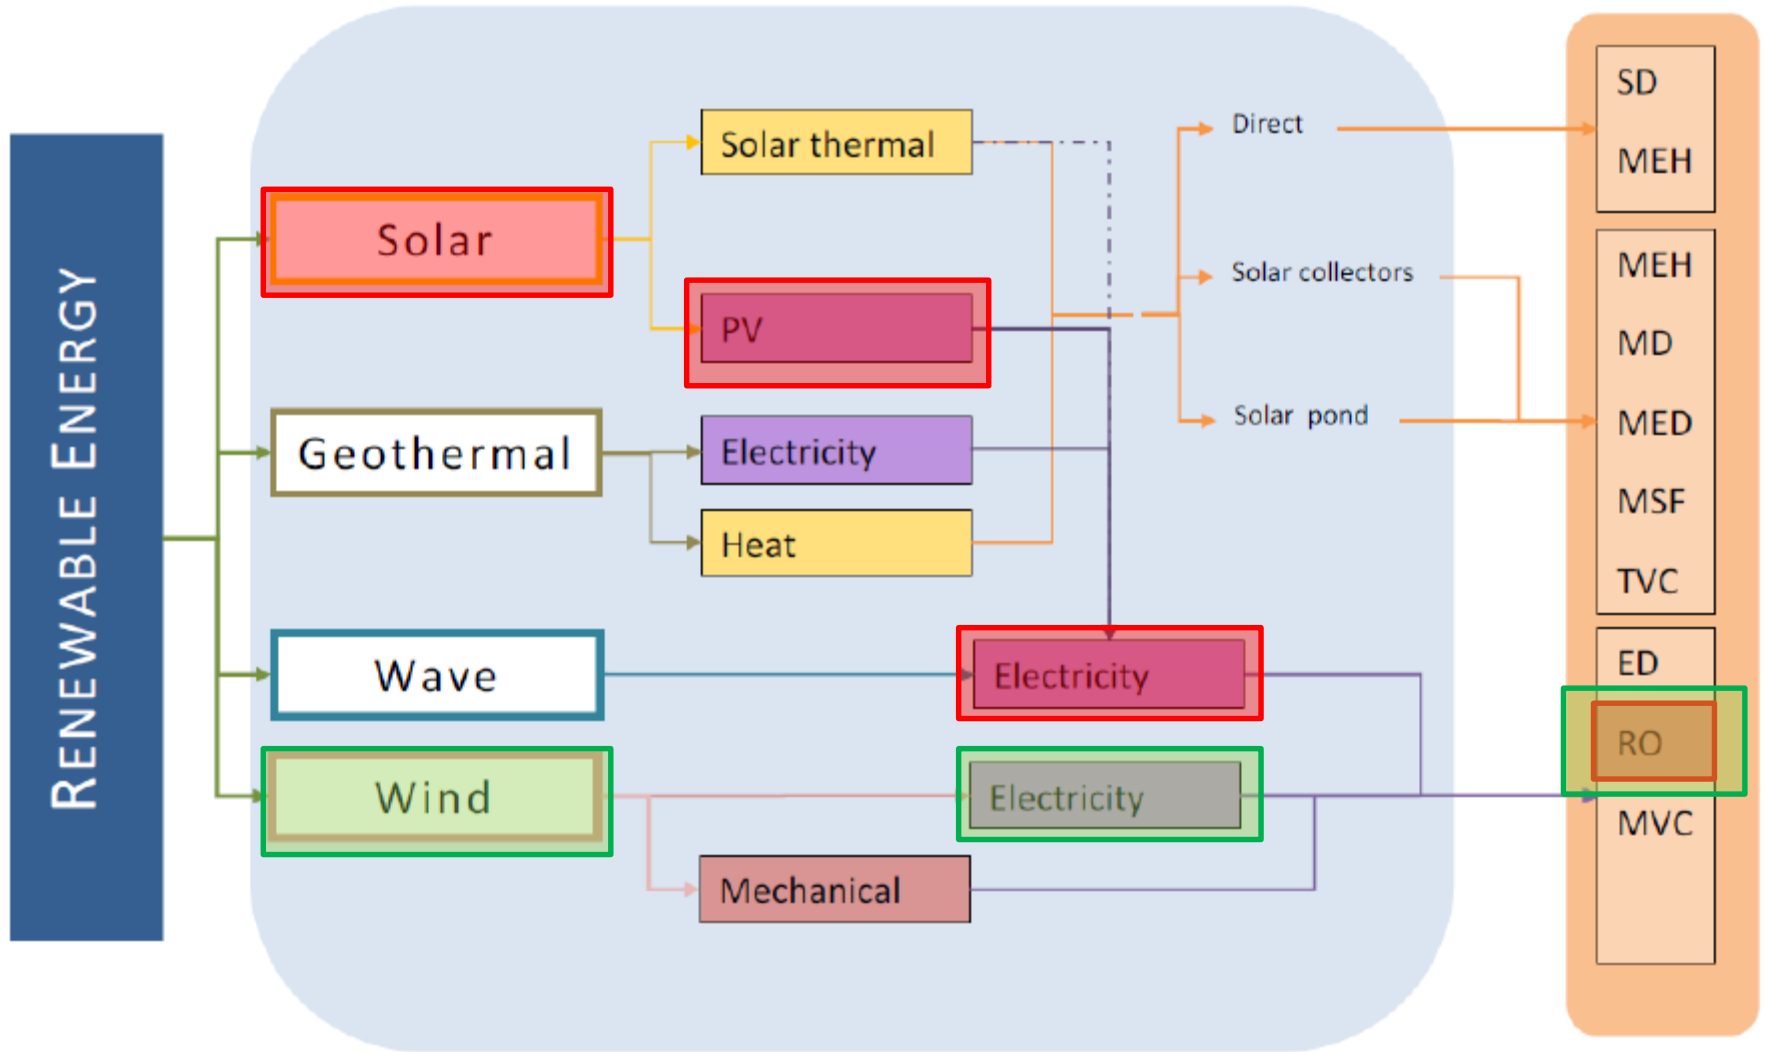 RENEWABLE ENERGY
Solar
Geothermal
Wave
Wind
Solar thermal
PV
Electricity
Heat
Electricity
Electricity
Mechanical
Direct
Solar collectors
Solar pond
SD
MEH
MEH
MD
MED
MSF
TVC
ED
RO
MVC